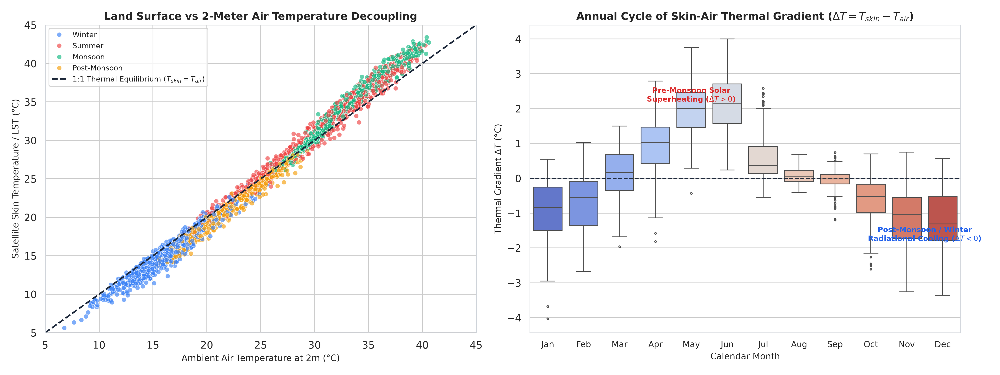 Land Surface vs 2-Meter Air Temperature Decoupling
45
40
35
30
25
20
15
10
5
Satellite Skin Temperature / LST (°C)
Winter
Summer
Monsoon
Post-Monsoon
1:1 Thermal Equilibrium (T_skin = T_air)
5 10 15 20 25 30 35 40 45
Ambient Air Temperature at 2m (°C)
Annual Cycle of Skin-Air Thermal Gradient (ΔT = T_skin − T_air)
4
3
2
1
0
−1
−2
−3
−4
Thermal Gradient ΔT (°C)
Pre-Monsoon Solar
Superheating (ΔT > 0)
Post-Monsoon / Winter
Radiational Cooling (ΔT < 0)
Jan Feb Mar Apr May Jun Jul Aug Sep Oct Nov Dec
Calendar Month